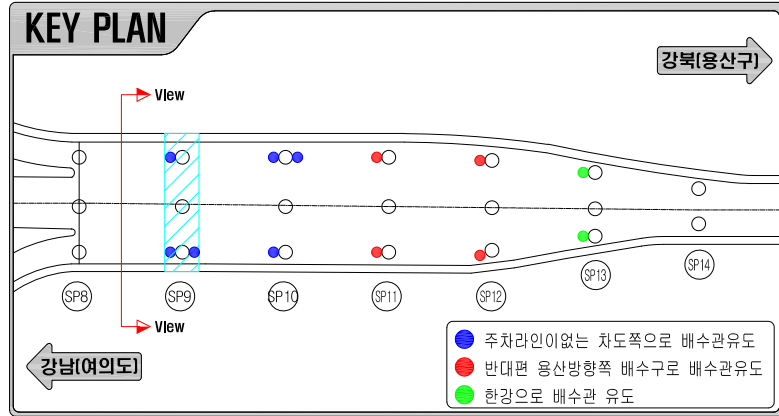 KEY PLAN
강북(용산구)
View
SP8
SP9
SP10
SP11
SP12
SP13
SP14
View
강남(여의도)
주차라인이없는 차도쪽으로 배수관유도
반대편 용산방향쪽 배수구로 배수관유도
한강으로 배수관 유도